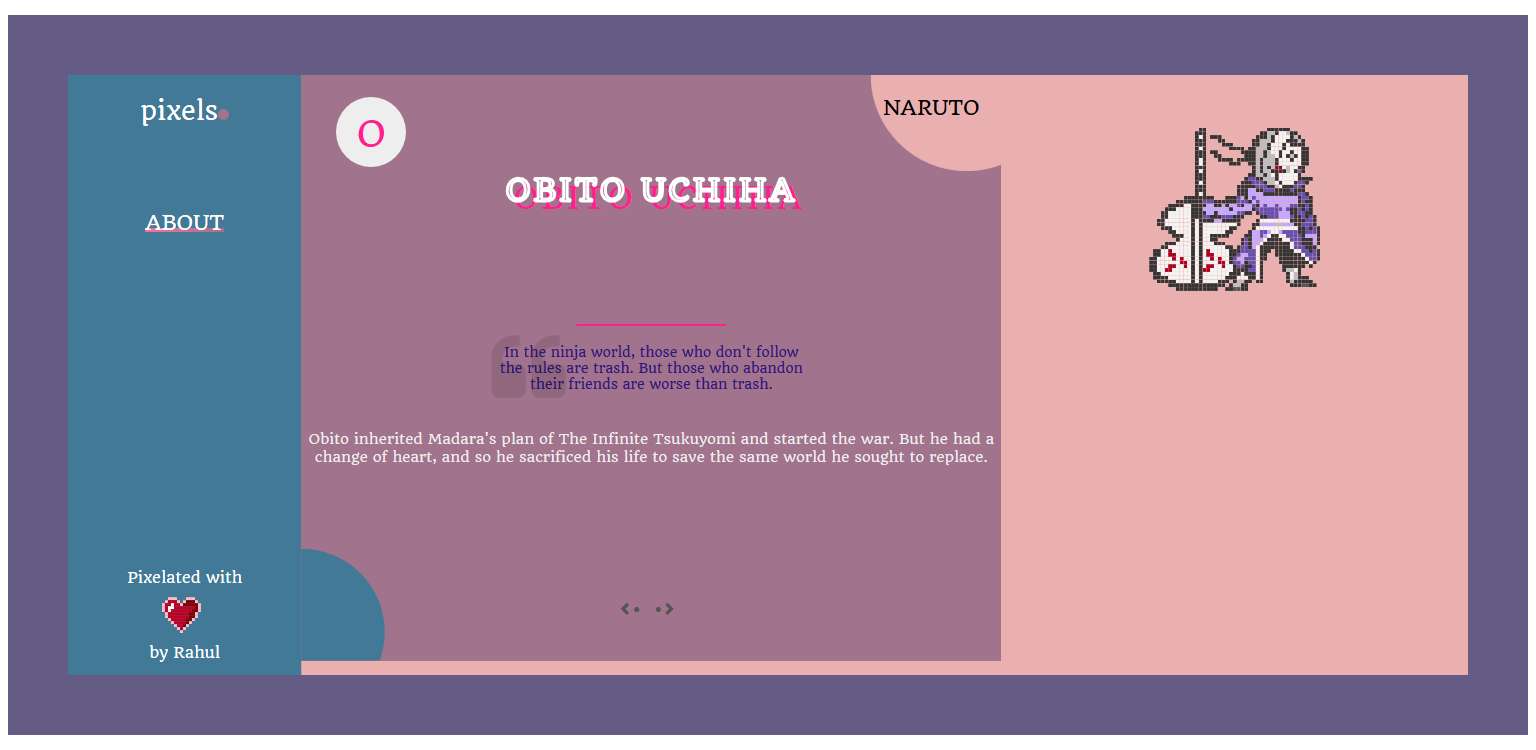 pixels
ABOUT
Pixelated with
by Rahul
O
NARUTO
OBITO UCHIHA
In the ninja world, those who don't follow
the rules are trash. But those who abandon
their friends are worse than trash.
Obito inherited Madara's plan of The Infinite Tsukuyomi and started the war. But he had a
change of heart, and so he sacrificed his life to save the same world he sought to replace.